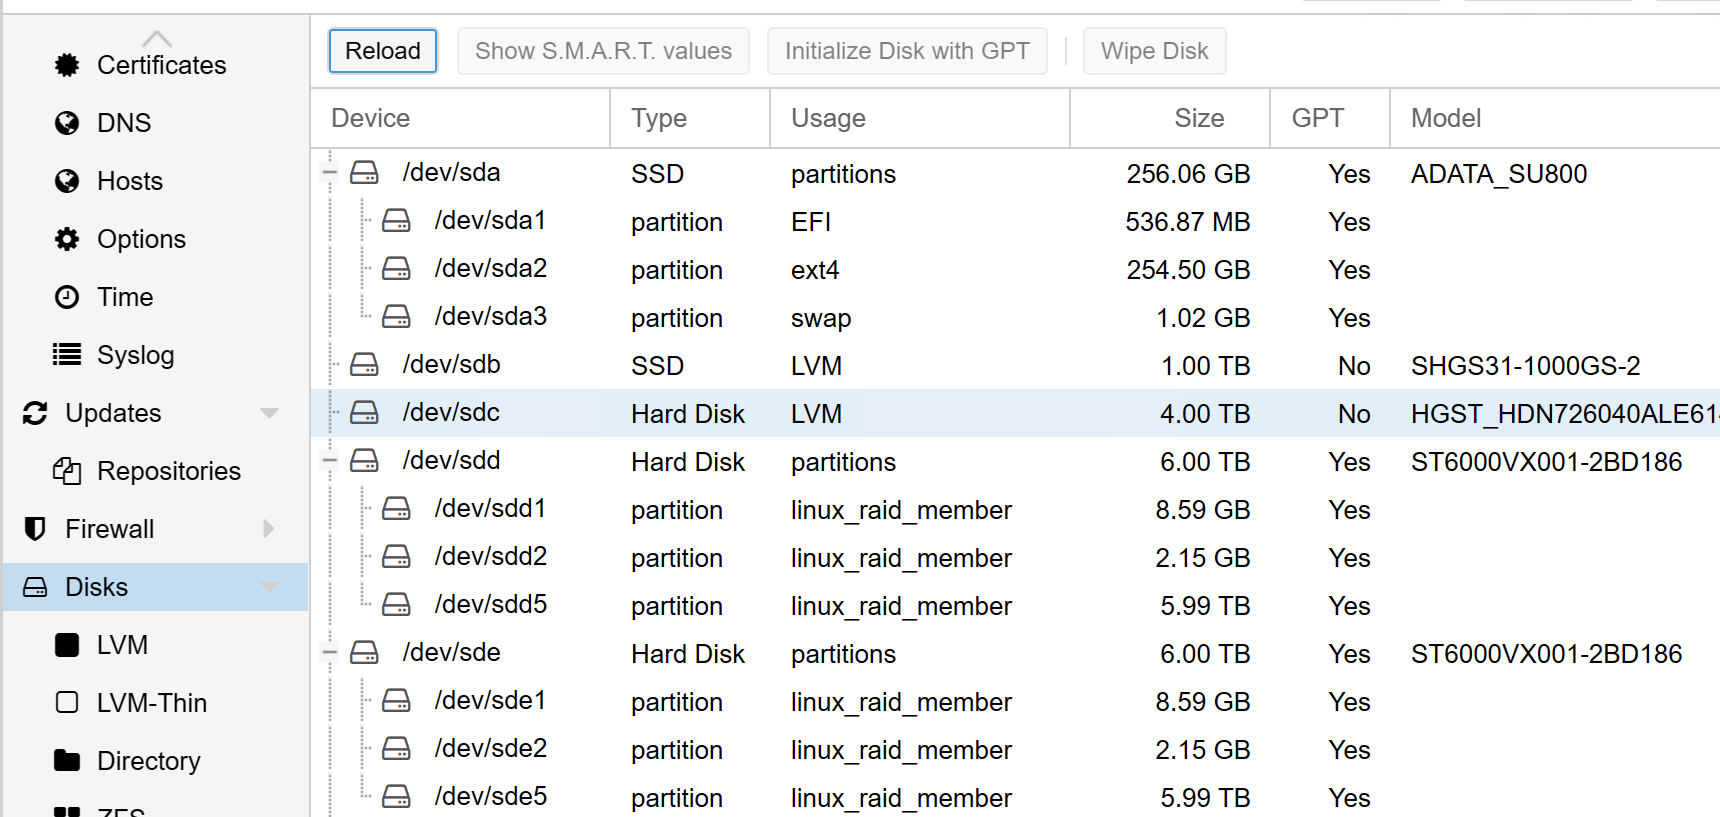 Certificates
DNS
Hosts
Options
Time
Syslog
Updates
Repositories
Firewall
Disks
LVM
LVM-Thin
Directory
ZFS
Reload Show S.M.A.R.T. values Initialize Disk with GPT Wipe Disk
Device Type Usage Size GPT Model
/dev/sda SSD partitions 256.06 GB Yes ADATA_SU800
/dev/sda1 partition EFI 536.87 MB Yes
/dev/sda2 partition ext4 254.50 GB Yes
/dev/sda3 partition swap 1.02 GB Yes
/dev/sdb SSD LVM 1.00 TB No SHGS31-1000GS-2
/dev/sdc Hard Disk LVM 4.00 TB No HGST_HDN726040ALE61
/dev/sdd Hard Disk partitions 6.00 TB Yes ST6000VX001-2BD186
/dev/sdd1 partition linux_raid_member 8.59 GB Yes
/dev/sdd2 partition linux_raid_member 2.15 GB Yes
/dev/sdd5 partition linux_raid_member 5.99 TB Yes
/dev/sde Hard Disk partitions 6.00 TB Yes ST6000VX001-2BD186
/dev/sde1 partition linux_raid_member 8.59 GB Yes
/dev/sde2 partition linux_raid_member 2.15 GB Yes
/dev/sde5 partition linux_raid_member 5.99 TB Yes